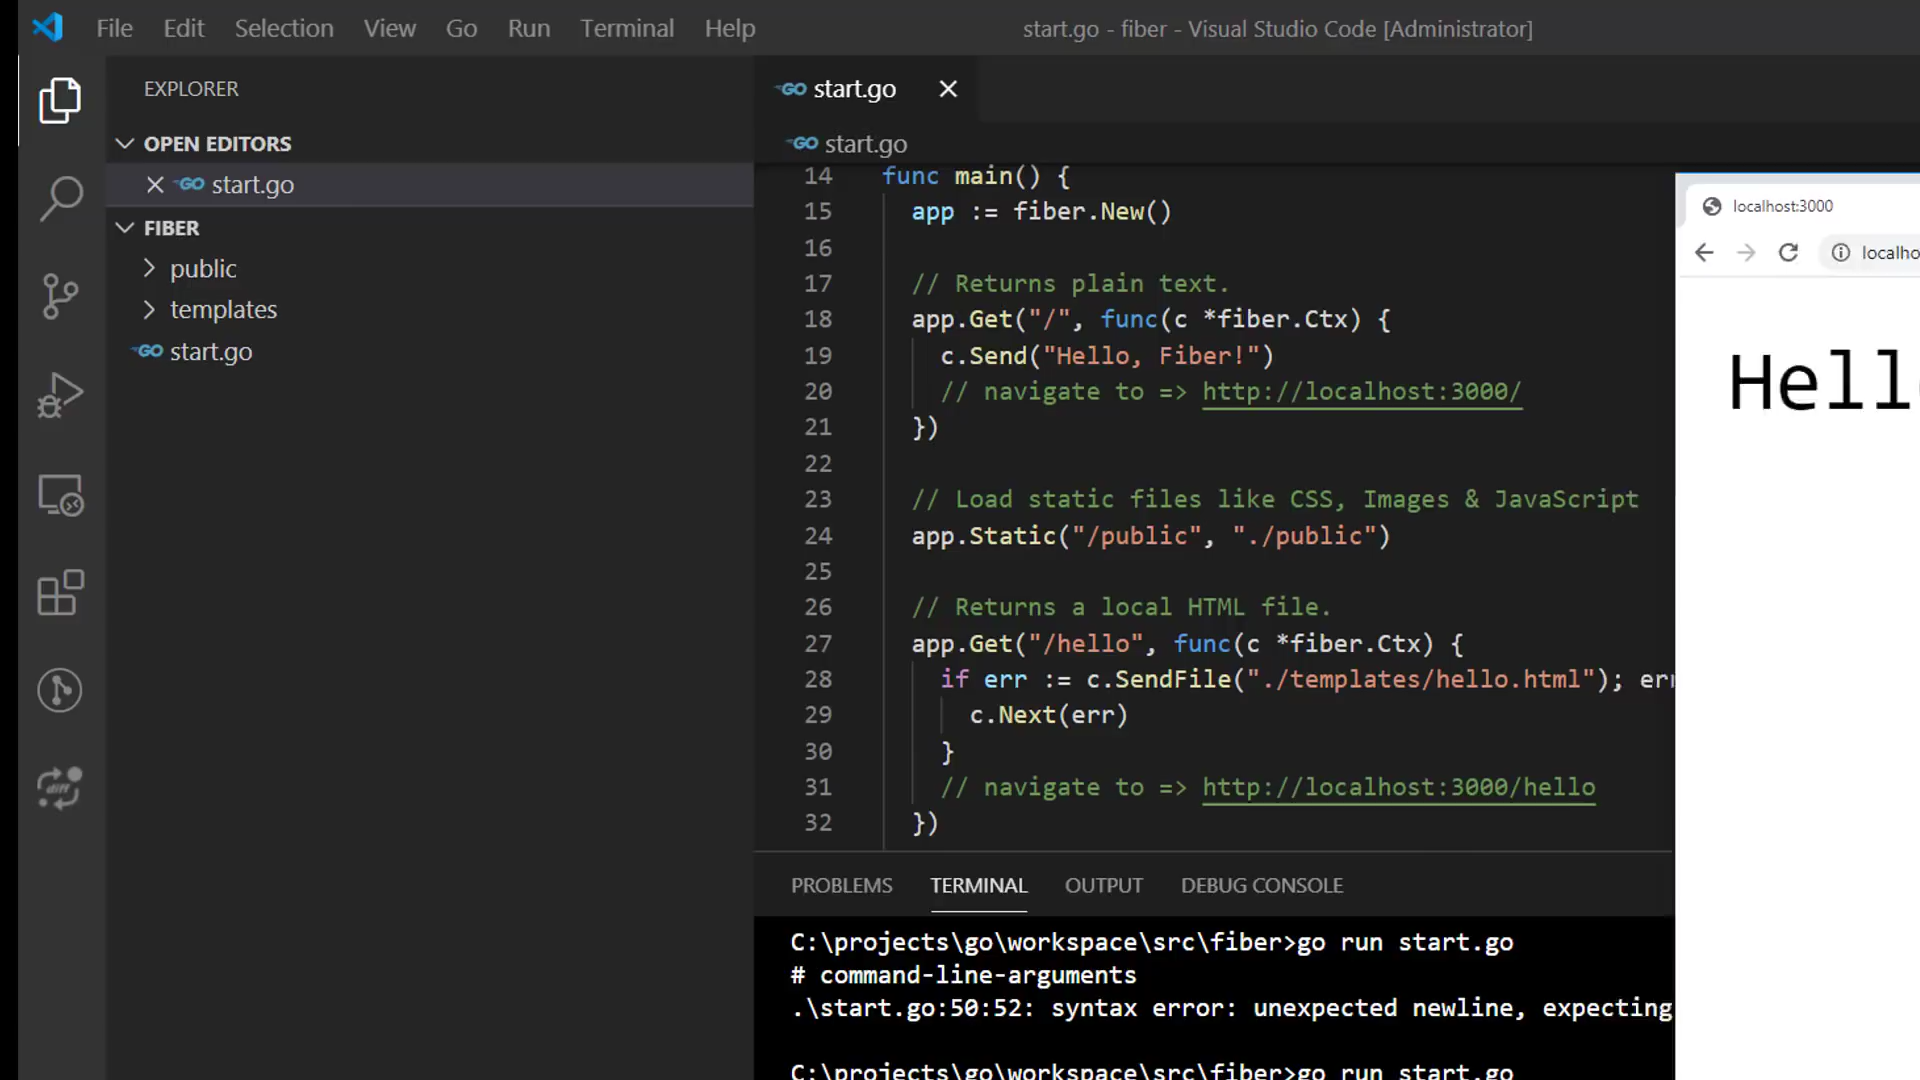 File Edit Selection View Go Run Terminal Help
start.go - fiber - Visual Studio Code [Administrator]
EXPLORER
OPEN EDITORS
GO start.go
FIBER
public
templates
GO start.go
GO start.go
GO start.go
14 func main() {
15 app := fiber.New()
16
17 // Returns plain text.
18 app.Get("/", func(c *fiber.Ctx) {
19 c.Send("Hello, Fiber!")
20 // navigate to => http://localhost:3000/
21 })
22
23 // Load static files like CSS, Images & JavaScript
24 app.Static("/public", "./public")
25
26 // Returns a local HTML file.
27 app.Get("/hello", func(c *fiber.Ctx) {
28 if err := c.SendFile("./templates/hello.html"); err
29 c.Next(err)
30 }
31 // navigate to => http://localhost:3000/hello
32 })
PROBLEMS TERMINAL OUTPUT DEBUG CONSOLE
C:\projects\go\workspace\src\fiber>go run start.go
# command-line-arguments
.\start.go:50:52: syntax error: unexpected newline, expecting
C:\projects\go\workspace\src\fiber>go run start.go
localhost:3000
localho
Hell
diff